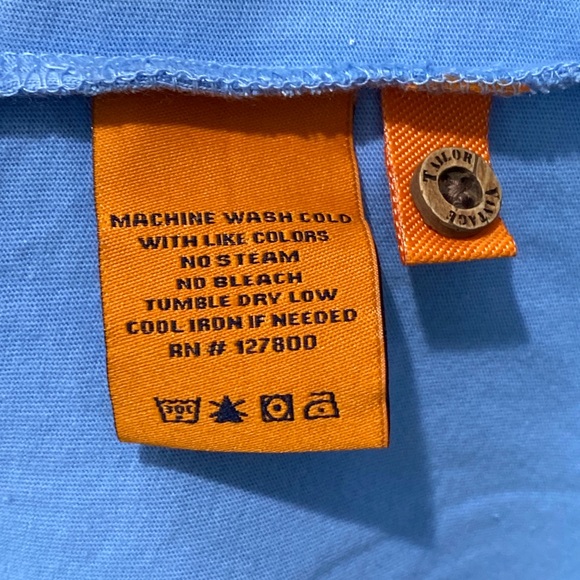 MACHINE WASH COLD
WITH LIKE COLORS
NO STEAM
NO BLEACH
TUMBLE DRY LOW
COOL IRON IF NEEDED
RN # 127800
30C
TAILOR VINTAGE